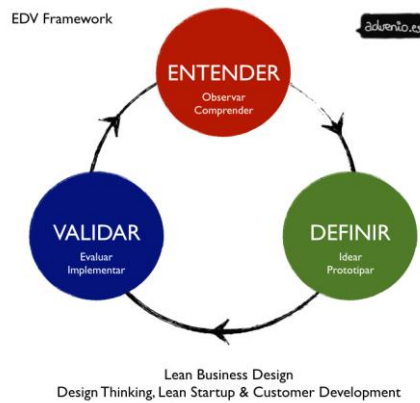 EDV Framework
advenio.es
ENTENDER
Observar
Comprender
VALIDAR
Evaluar
Implementar
DEFINIR
Idear
Prototipar
Lean Business Design
Design Thinking, Lean Startup & Customer Development